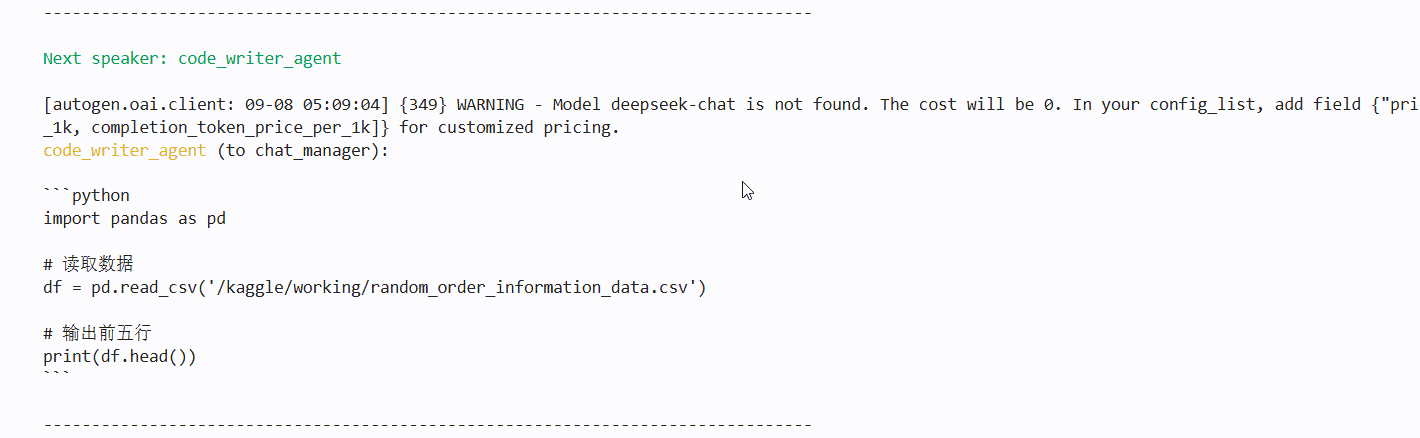 --------------------------------------------------------------------------------
Next speaker: code_writer_agent
[autogen.oai.client: 09-08 05:09:04] {349} WARNING - Model deepseek-chat is not found. The cost will be 0. In your config_list, add field {"pri
_1k, completion_token_price_per_1k]} for customized pricing.
code_writer_agent (to chat_manager):
```python
import pandas as pd
# 读取数据
df = pd.read_csv('/kaggle/working/random_order_information_data.csv')
# 输出前五行
print(df.head())
```
--------------------------------------------------------------------------------